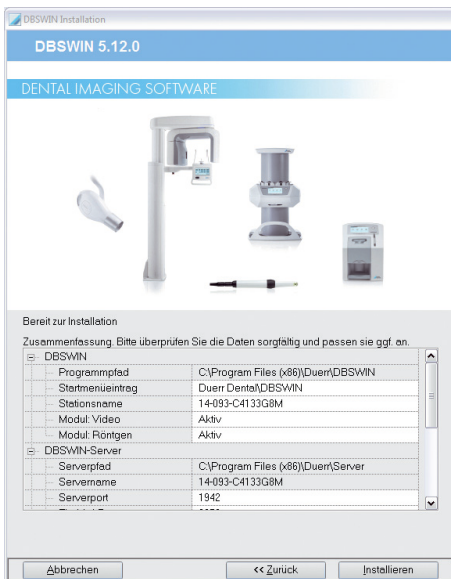 DBSWIN Installation
DBSWIN 5.12.0
DENTAL IMAGING SOFTWARE
Bereit zur Installation
Zusammenfassung. Bitte überprüfen Sie die Daten sorgfältig und passen sie ggf. an.
DBSWIN
Programmpfad C:\Program Files (x86)\Duerr\DBSWIN
Startmenüeintrag Duerr Dental\DBSWIN
Stationsname 14-093-C4133G8M
Modul: Video Aktiv
Modul: Röntgen Aktiv
DBSWIN-Server
Serverpfad C:\Program Files (x86)\Duerr\Server
Servername 14-093-C4133G8M
Serverport 1942
Abbrechen << Zurück Installieren